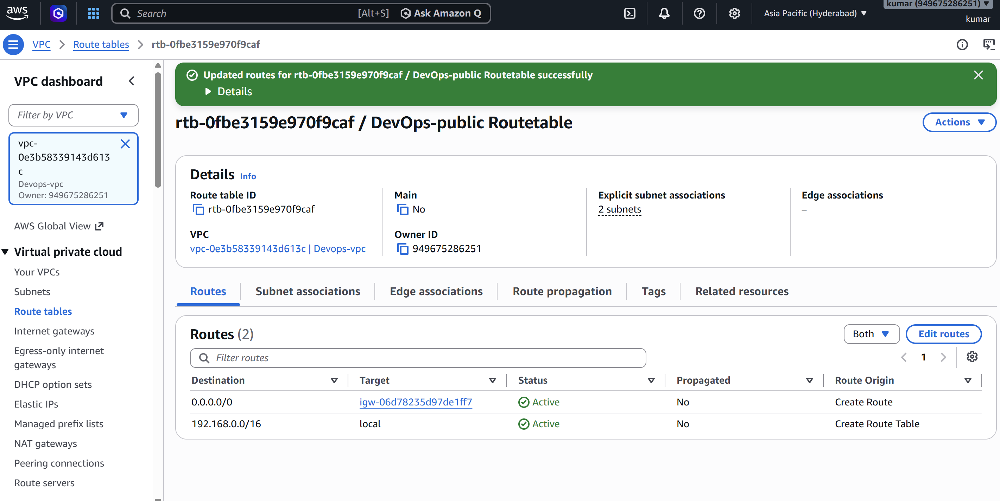 aws
Search [Alt+S] Ask Amazon Q
Asia Pacific (Hyderabad)
kumar (949675286251)
kumar
VPC
Route tables
rtb-0fbe3159e970f9caf
VPC dashboard
Filter by VPC
vpc-
0e3b58339143d613
c
Devops-vpc
Owner: 949675286251
AWS Global View
Virtual private cloud
Your VPCs
Subnets
Route tables
Internet gateways
Egress-only internet
gateways
DHCP option sets
Elastic IPs
Managed prefix lists
NAT gateways
Peering connections
Route servers
Updated routes for rtb-0fbe3159e970f9caf / DevOps-public Routetable successfully
Details
rtb-0fbe3159e970f9caf / DevOps-public Routetable
Actions
Details Info
Route table ID
rtb-0fbe3159e970f9caf
Main
No
Explicit subnet associations
2 subnets
Edge associations
–
VPC
vpc-0e3b58339143d613c | Devops-vpc
Owner ID
949675286251
Routes
Subnet associations
Edge associations
Route propagation
Tags
Related resources
Routes (2)
Both
Edit routes
Filter routes
1
Destination Target Status Propagated Route Origin
0.0.0.0/0 igw-06d78235d97de1ff7 Active No Create Route
192.168.0.0/16 local Active No Create Route Table